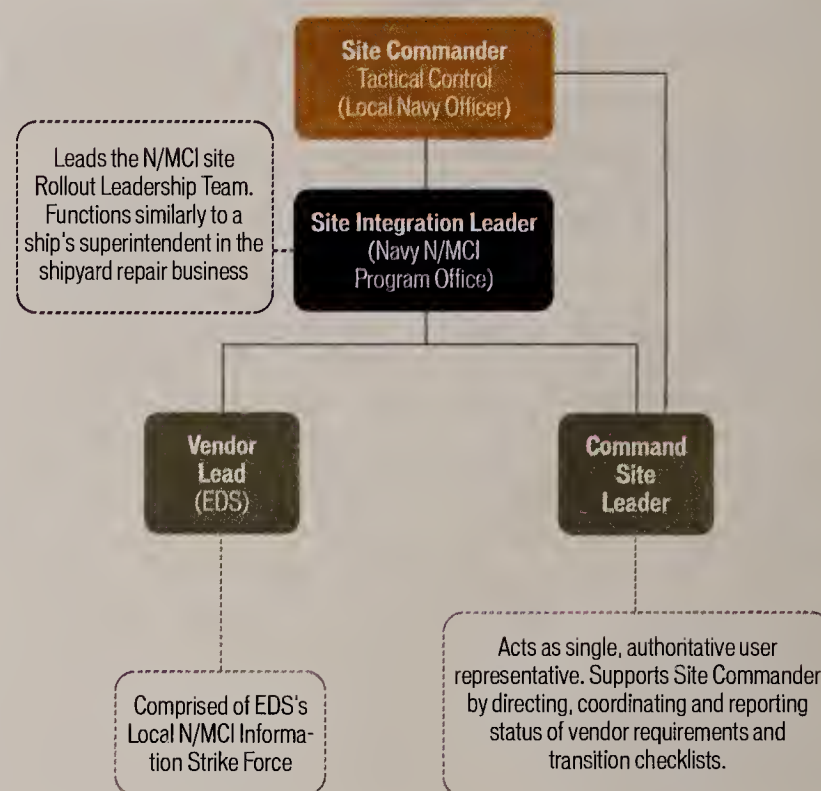 Site Commander
Tactical Control
(Local Navy Officer)
Leads the N/MCI site
Rollout Leadership Team.
Functions similarly to a
ship's superintendent in the
shipyard repair business
Site Integration Leader
(Navy N/MCI
Program Office)
Vendor
Lead
(EDS)
Command
Site
Leader
Comprised of EDS's
Local N/MCI Informa-
tion Strike Force
Acts as single, authoritative user
representative. Supports Site Commander
by directing, coordinating and reporting
status of vendor requirements and
transition checklists.